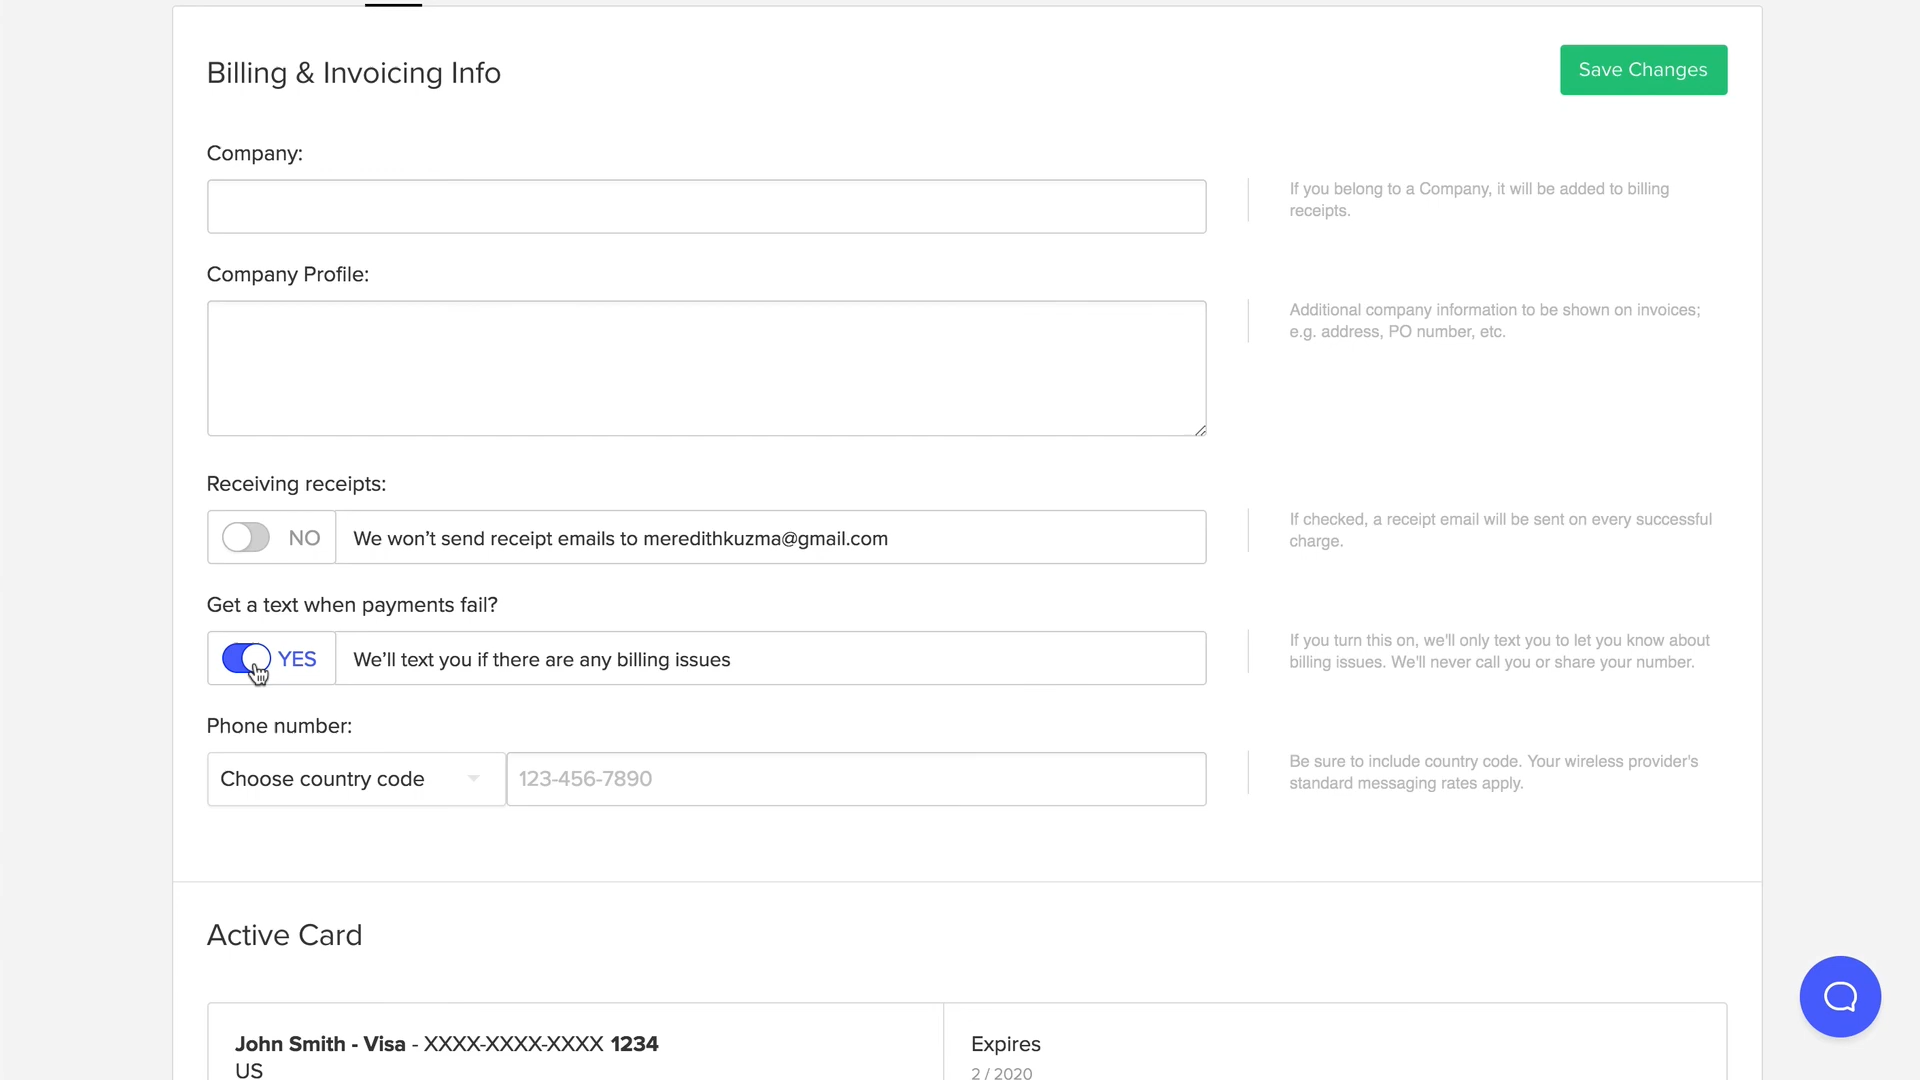 Billing & Invoicing Info
Save Changes
Company:
If you belong to a Company, it will be added to billing
receipts.
Company Profile:
Additional company information to be shown on invoices;
e.g. address, PO number, etc.
Receiving receipts:
NO
We won’t send receipt emails to meredithkuzma@gmail.com
If checked, a receipt email will be sent on every successful
charge.
Get a text when payments fail?
YES
We’ll text you if there are any billing issues
If you turn this on, we'll only text you to let you know about
billing issues. We'll never call you or share your number.
Phone number:
Choose country code
123-456-7890
Be sure to include country code. Your wireless provider's
standard messaging rates apply.
Active Card
John Smith - Visa - XXXX-XXXX-XXXX 1234
US
Expires
2 / 2020